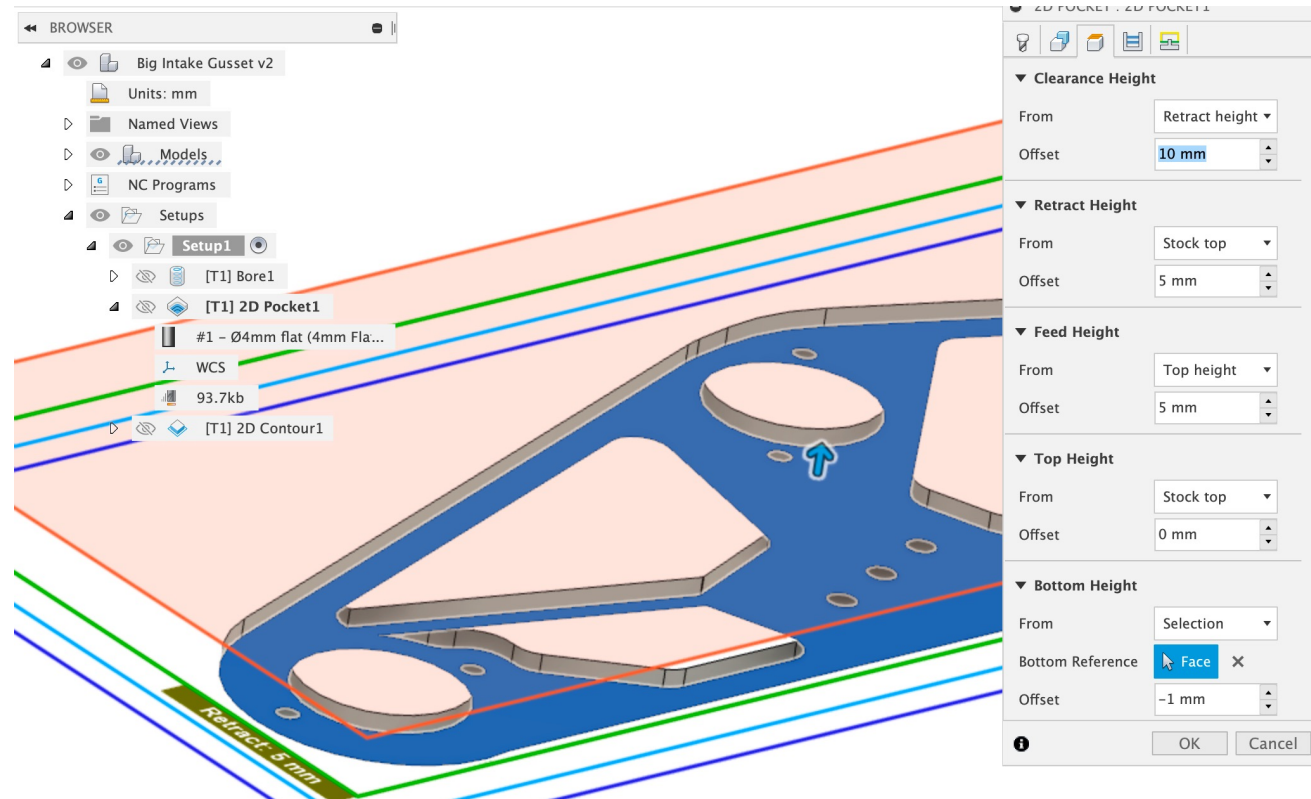 BROWSER
Big Intake Gusset v2
Units: mm
Named Views
Models
NC Programs
Setups
Setup1
[T1] Bore1
[T1] 2D Pocket1
#1 – Ø4mm flat (4mm Fla...
WCS
93.7kb
[T1] 2D Contour1
Retract: 5 mm
2D POCKET : 2D POCKET1
Clearance Height
From Retract height
Offset 10 mm
Retract Height
From Stock top
Offset 5 mm
Feed Height
From Top height
Offset 5 mm
Top Height
From Stock top
Offset 0 mm
Bottom Height
From Selection
Bottom Reference Face
Offset –1 mm
OK Cancel